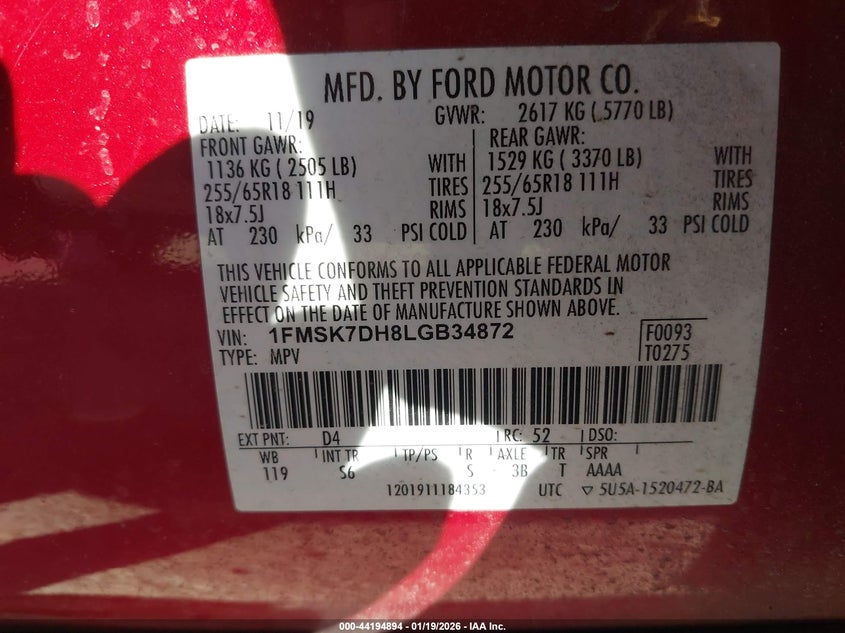 MFD. BY FORD MOTOR CO.
DATE: 11/19 GVWR: 2617 KG ( 5770 LB)
FRONT GAWR: REAR GAWR:
1136 KG ( 2505 LB) WITH 1529 KG ( 3370 LB) WITH
255/65R18 111H TIRES 255/65R18 111H TIRES
18x7.5J RIMS 18x7.5J RIMS
AT 230 kPa/ 33 PSI COLD AT 230 kPa/ 33 PSI COLD
THIS VEHICLE CONFORMS TO ALL APPLICABLE FEDERAL MOTOR
VEHICLE SAFETY AND THEFT PREVENTION STANDARDS IN
EFFECT ON THE DATE OF MANUFACTURE SHOWN ABOVE.
VIN: 1FMSK7DH8LGB34872 F0093
TYPE: MPV T0275
EXT PNT: D4 RC: 52 DSO:
WB INT TR TP/PS R AXLE TR SPR
119 S6 S 3B T AAAA
1201911184353 UTC ▽ 5U5A-1520472-BA
000-44194894 - 01/19/2026 - IAA Inc.